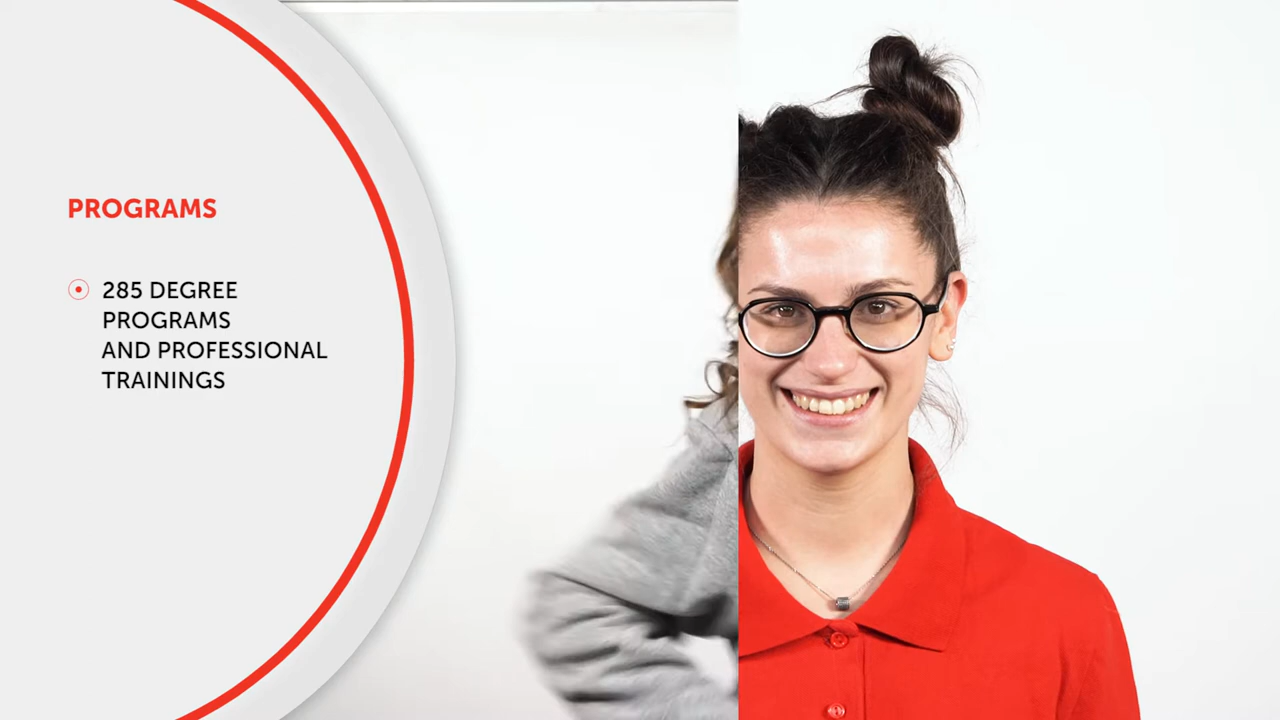 PROGRAMS
285 DEGREE
PROGRAMS
AND PROFESSIONAL
TRAININGS